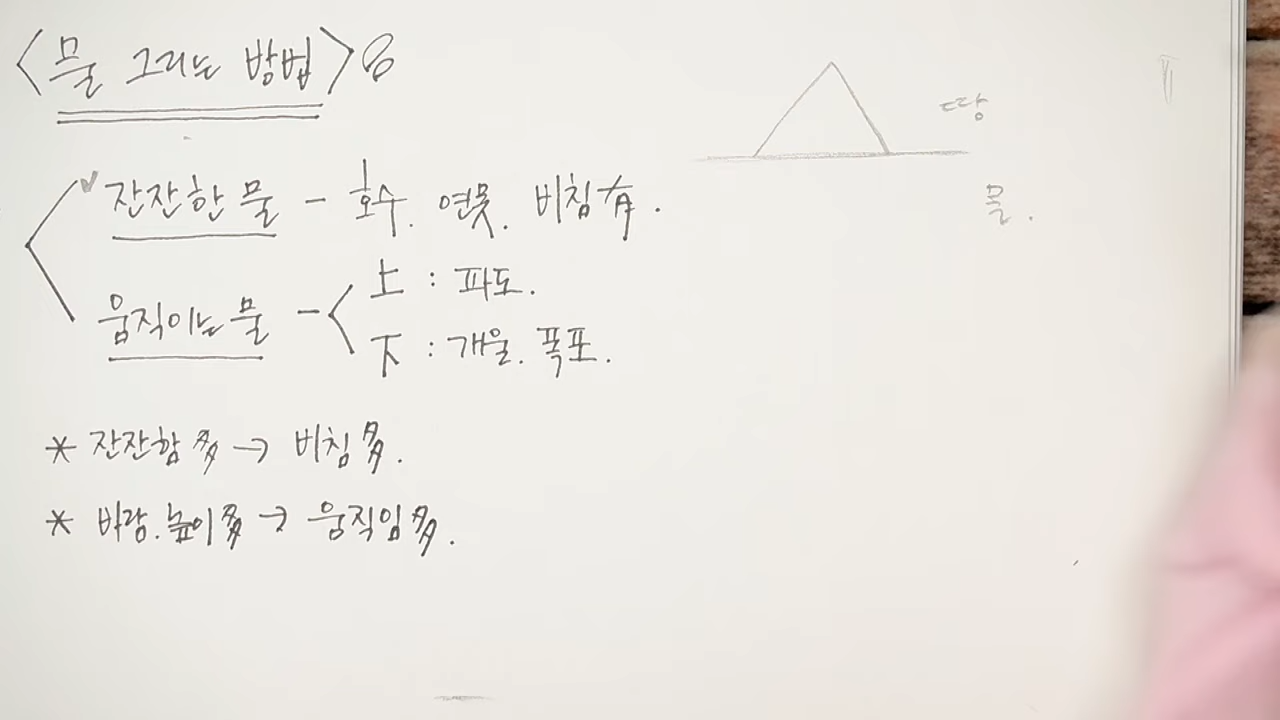 <물 그리는 방법>
잔잔한 물 - 호수. 연못. 비침有.
움직이는 물 - 上 : 파도.
下 : 개울. 폭포.
* 잔잔함 多 → 비침 多.
* 바람. 높이 多 → 움직임 多.
땅
물.